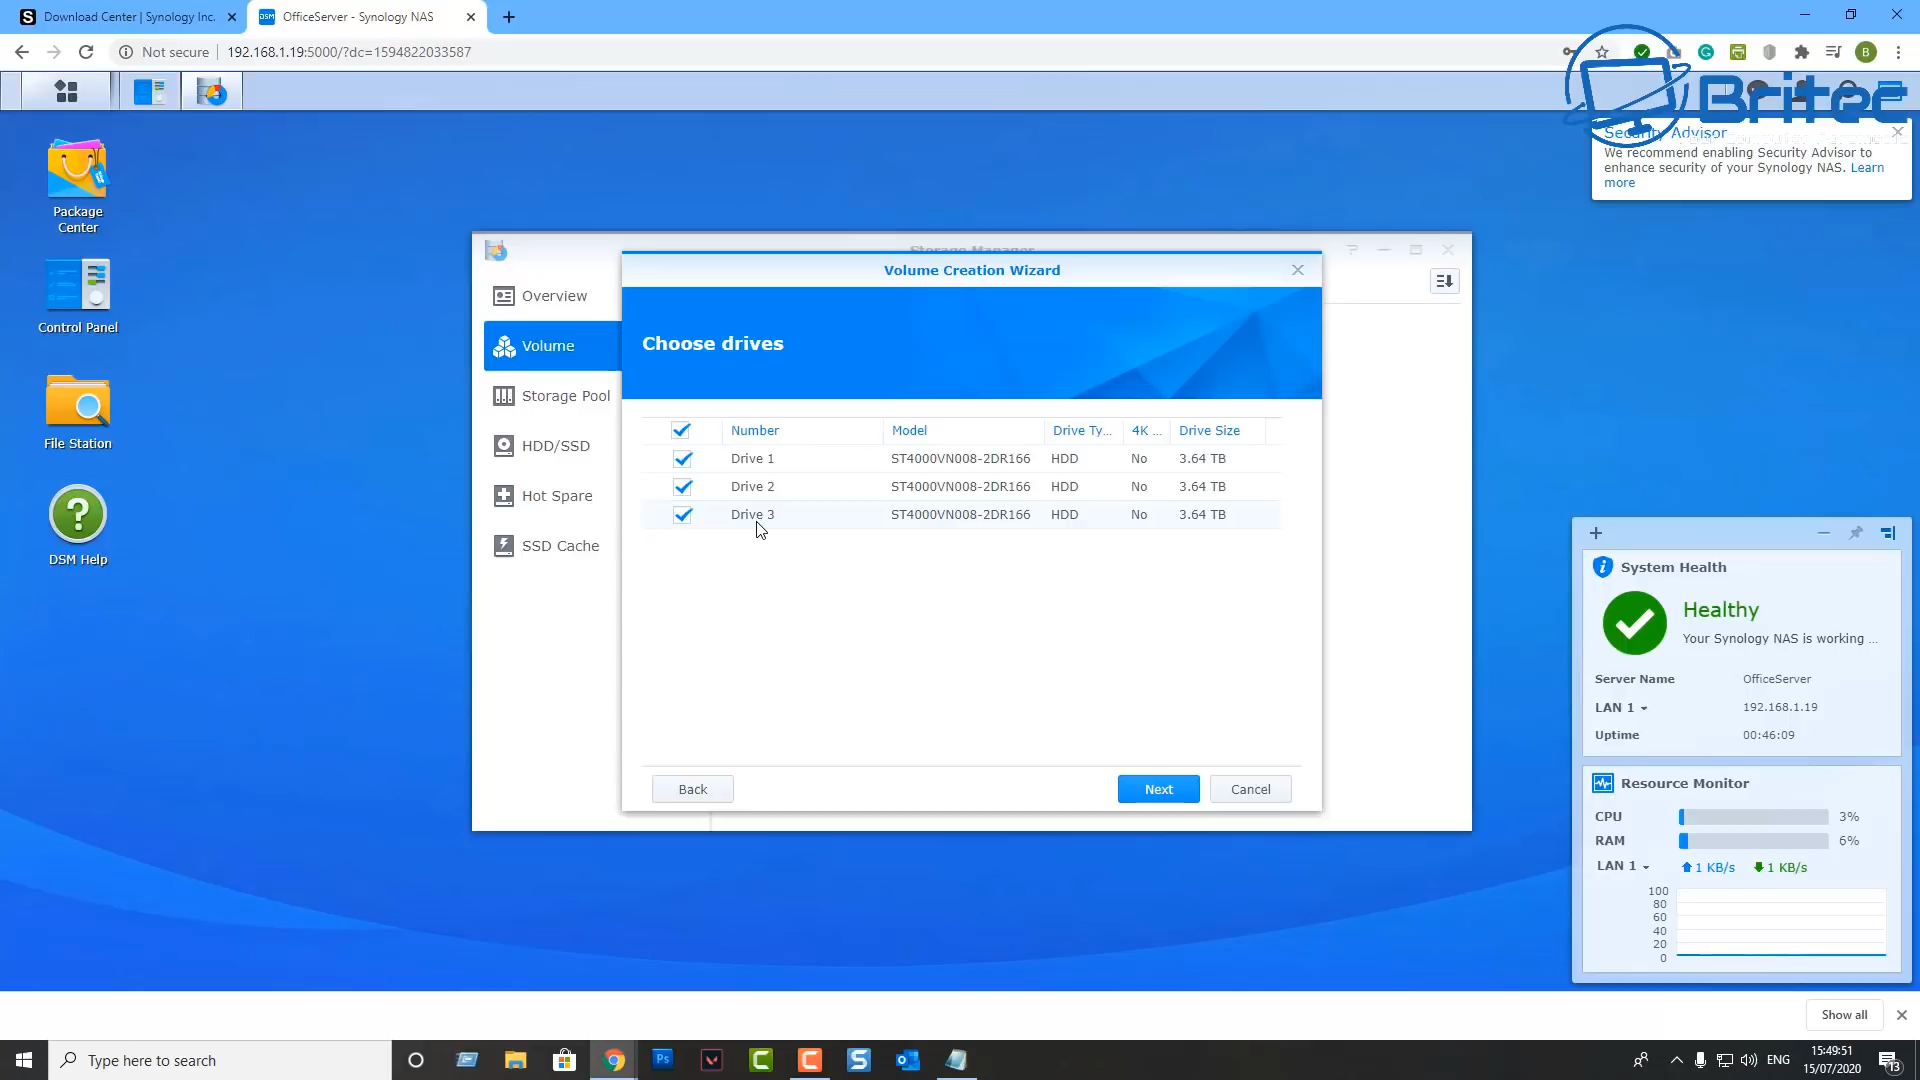 Download Center | Synology Inc.
OfficeServer - Synology NAS
Not secure
192.168.1.19:5000/?dc=1594822033587
B
Britec
Security Advisor
We recommend enabling Security Advisor to
enhance security of your Synology NAS. Learn
more
Package
Center
Control Panel
File Station
DSM Help
Storage Manager
Overview
Volume
Storage Pool
HDD/SSD
Hot Spare
SSD Cache
Volume Creation Wizard
Choose drives
Number Model Drive Ty... 4K ... Drive Size
Drive 1 ST4000VN008-2DR166 HDD No 3.64 TB
Drive 2 ST4000VN008-2DR166 HDD No 3.64 TB
Drive 3 ST4000VN008-2DR166 HDD No 3.64 TB
Back
Next
Cancel
System Health
Healthy
Your Synology NAS is working ...
Server Name OfficeServer
LAN 1 192.168.1.19
Uptime 00:46:09
Resource Monitor
CPU 3%
RAM 6%
LAN 1 1 KB/s 1 KB/s
100
80
60
40
20
0
Show all
Type here to search
ENG
15:49:51
15/07/2020
13